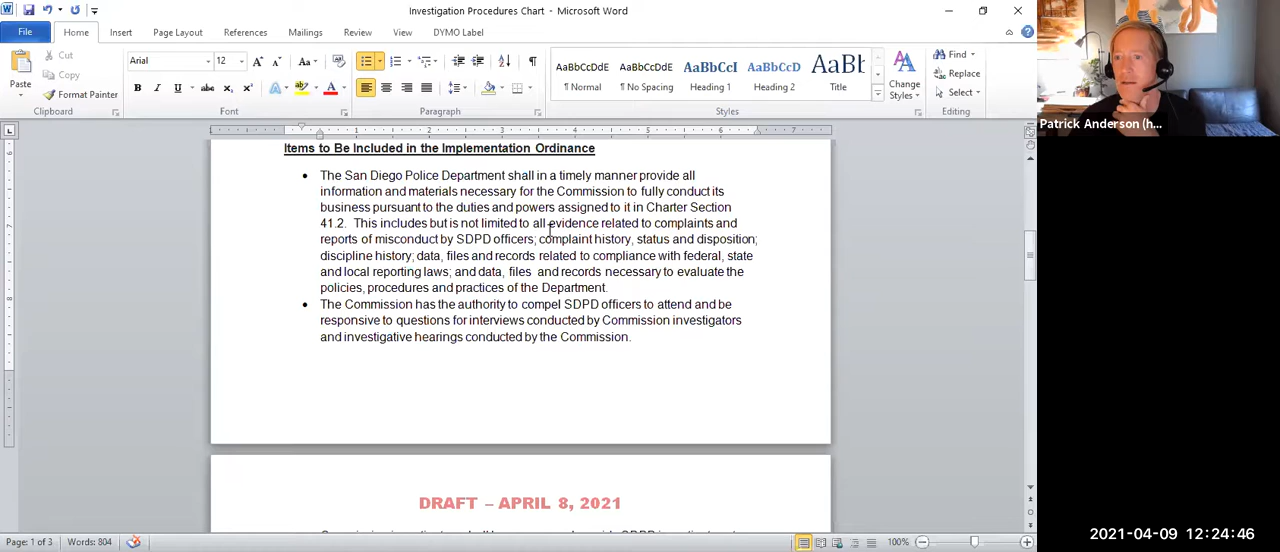 Investigation Procedures Chart - Microsoft Word
File Home Insert Page Layout References Mailings Review View DYMO Label
Paste
Cut
Copy
Format Painter
Clipboard
Arial 12
Font
Paragraph
AaBbCcDdE AaBbCcDdE AaBbCcI AaBbCcD AaBb
¶ Normal ¶ No Spacing Heading 1 Heading 2 Title
Change
Styles
Styles
Find
Replace
Select
Editing
Patrick Anderson (h...
Items to Be Included in the Implementation Ordinance
• The San Diego Police Department shall in a timely manner provide all
information and materials necessary for the Commission to fully conduct its
business pursuant to the duties and powers assigned to it in Charter Section
41.2. This includes but is not limited to all evidence related to complaints and
reports of misconduct by SDPD officers; complaint history, status and disposition;
discipline history; data, files and records related to compliance with federal, state
and local reporting laws; and data, files and records necessary to evaluate the
policies, procedures and practices of the Department.
• The Commission has the authority to compel SDPD officers to attend and be
responsive to questions for interviews conducted by Commission investigators
and investigative hearings conducted by the Commission.
DRAFT – APRIL 8, 2021
Page: 1 of 3 Words: 804 100%
2021-04-09 12:24:46